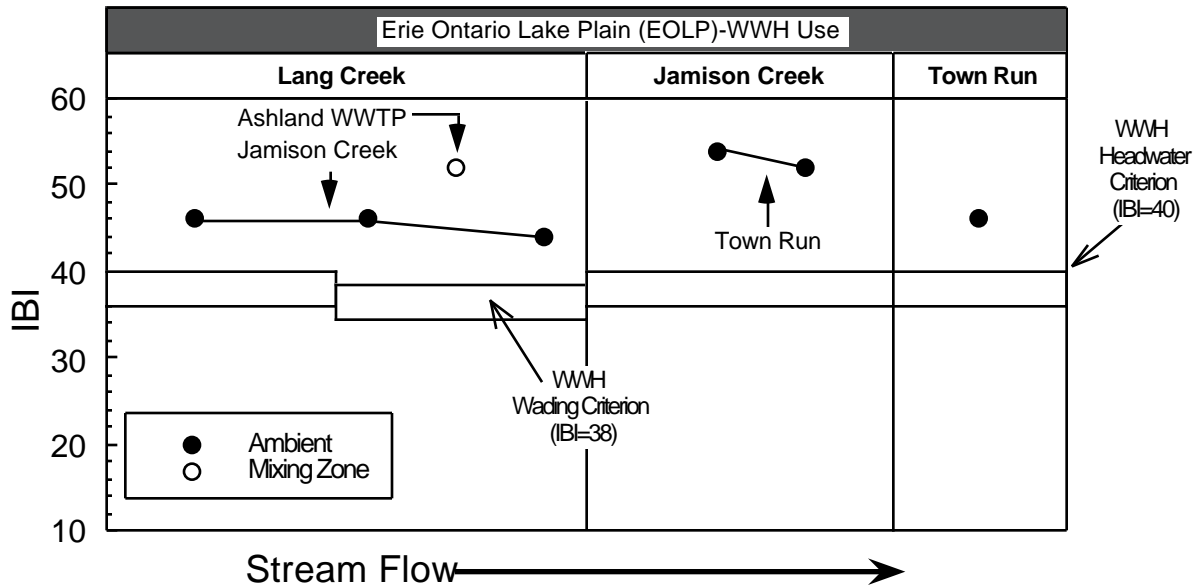 Erie Ontario Lake Plain (EOLP)-WWH Use
Lang Creek
Jamison Creek
Town Run
60
50
40
30
20
10
IBI
Ashland WWTP
Jamison Creek
Town Run
WWH
Headwater
Criterion
(IBI=40)
WWH
Wading Criterion
(IBI=38)
Ambient
Mixing Zone
Stream Flow